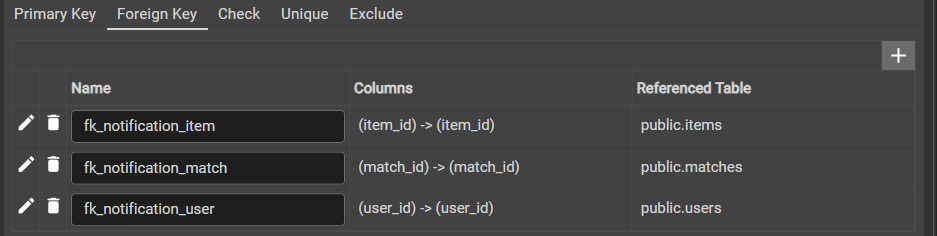 Primary Key Foreign Key Check Unique Exclude
+
Name Columns Referenced Table
fk_notification_item (item_id) -> (item_id) public.items
fk_notification_match (match_id) -> (match_id) public.matches
fk_notification_user (user_id) -> (user_id) public.users